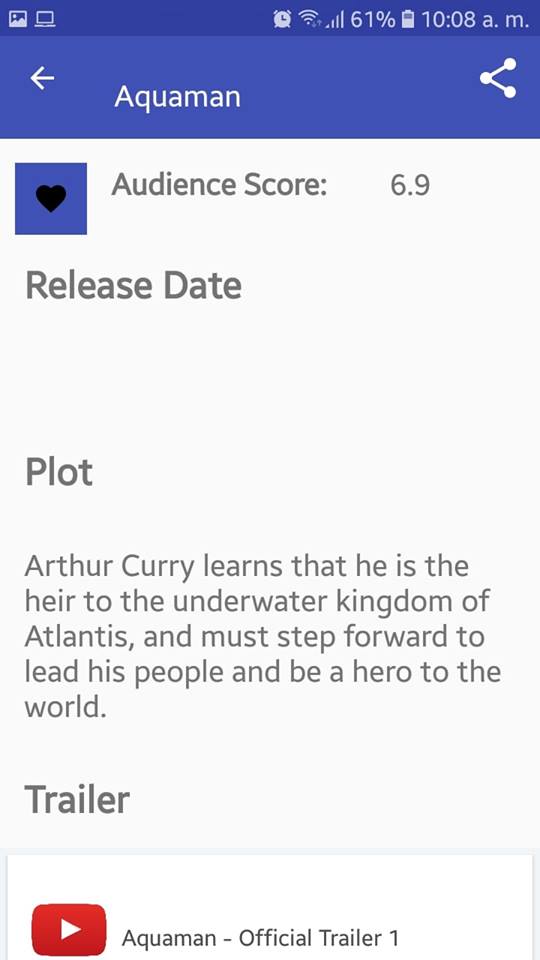 61% 10:08 a. m.
Aquaman
Audience Score: 6.9
Release Date
Plot
Arthur Curry learns that he is the
heir to the underwater kingdom of
Atlantis, and must step forward to
lead his people and be a hero to the
world.
Trailer
Aquaman - Official Trailer 1